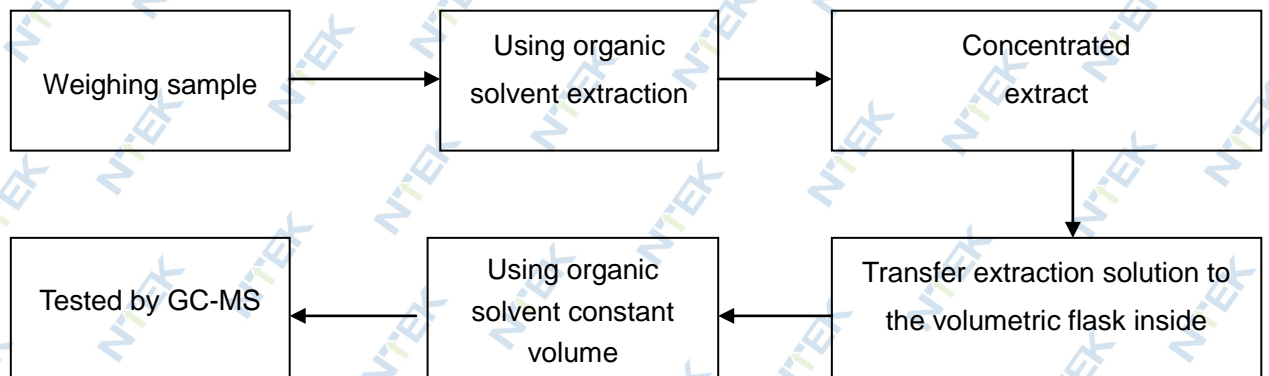 Weighing sample
Using organic
solvent extraction
Concentrated
extract
Transfer extraction solution to
the volumetric flask inside
Using organic
solvent constant
volume
Tested by GC-MS
NTEK